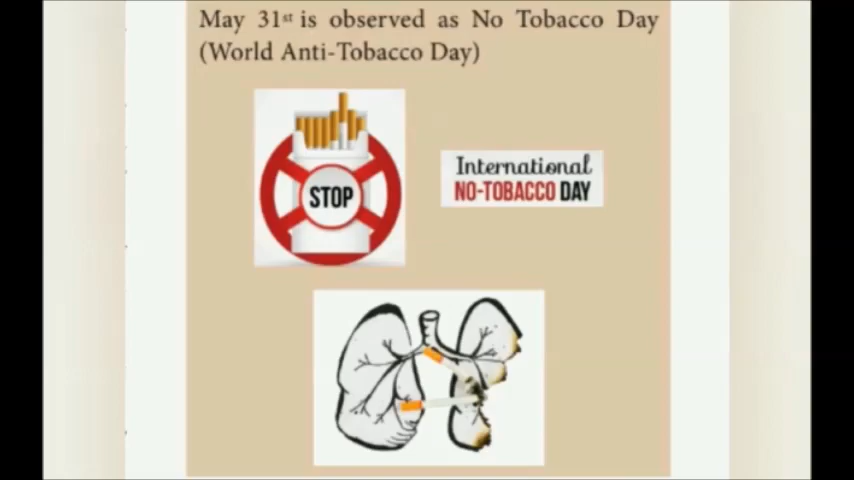 May 31st is observed as No Tobacco Day
(World Anti-Tobacco Day)
STOP
International
NO-TOBACCO DAY